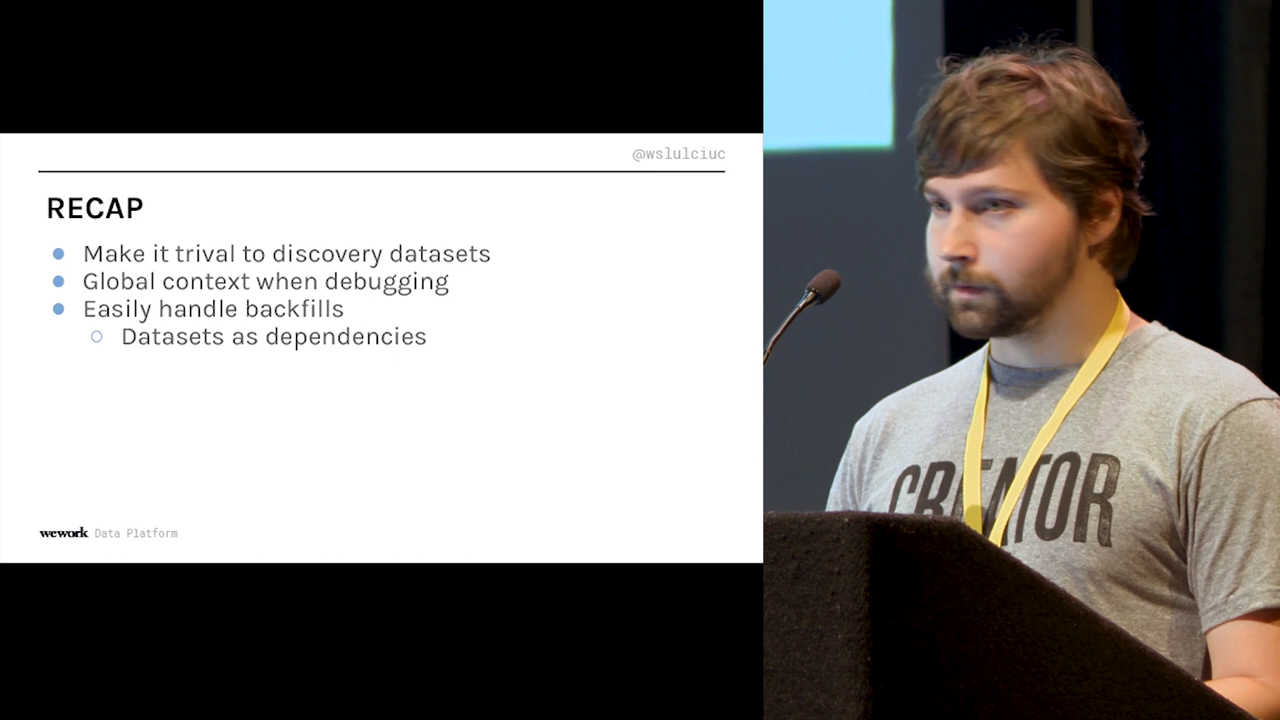 @wslulciuc
RECAP
Make it trival to discovery datasets
Global context when debugging
Easily handle backfills
Datasets as dependencies
wework Data Platform
CREATOR